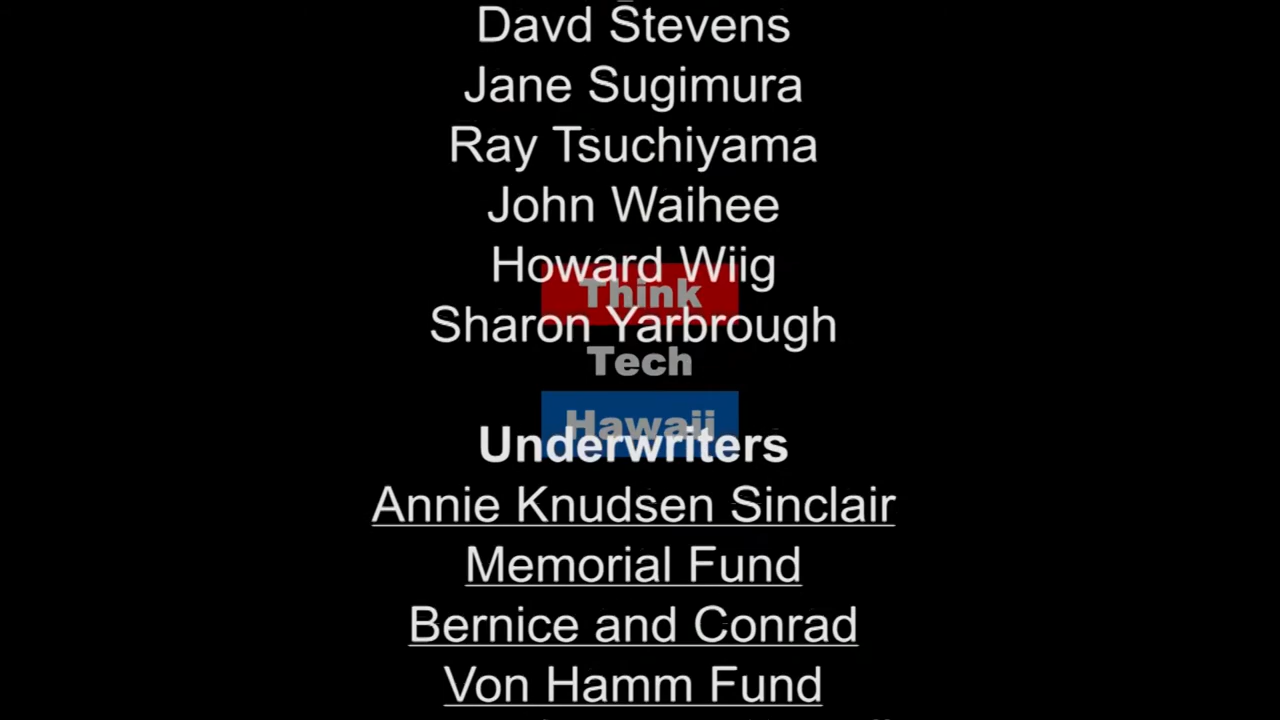 Davd Stevens
Jane Sugimura
Ray Tsuchiyama
John Waihee
Howard Wiig
Think
Sharon Yarbrough
Tech
Hawaii
Underwriters
Annie Knudsen Sinclair
Memorial Fund
Bernice and Conrad
Von Hamm Fund